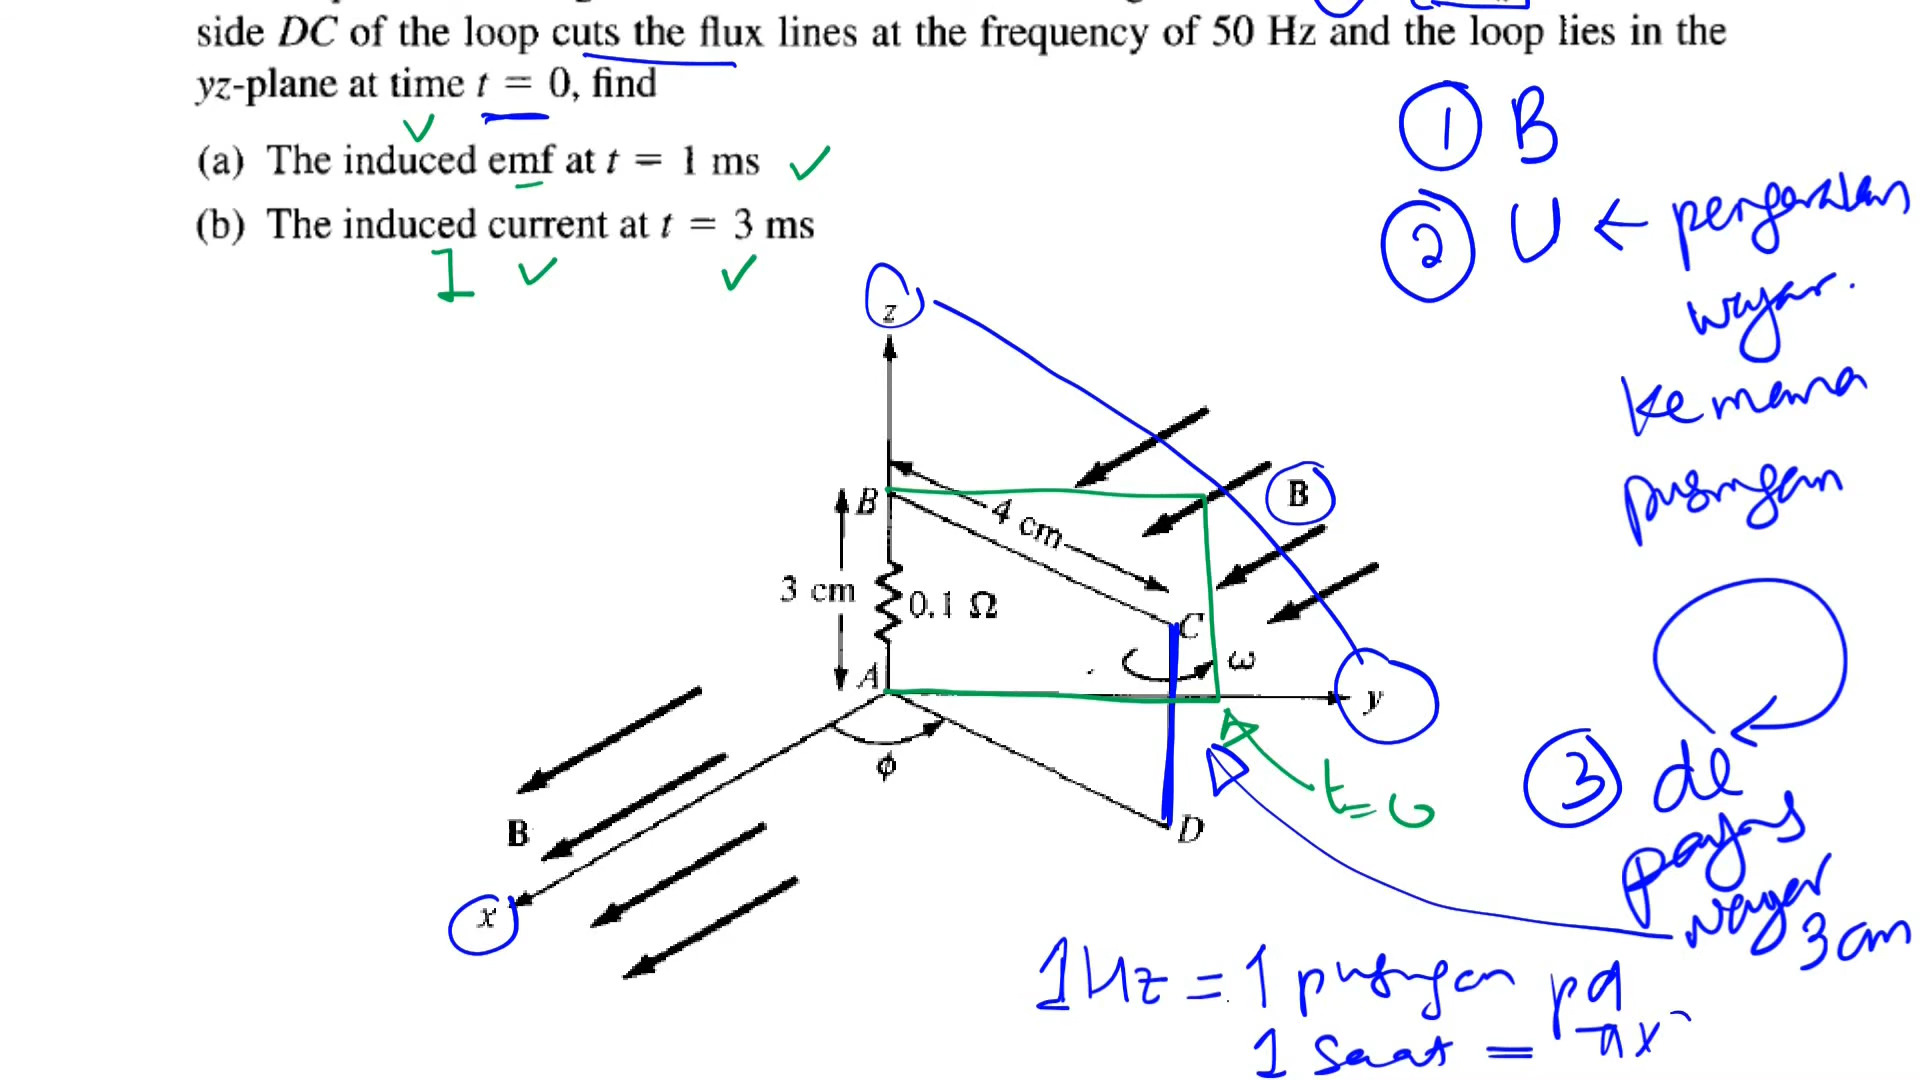 side DC of the loop cuts the flux lines at the frequency of 50 Hz and the loop lies in the
yz-plane at time t = 0, find
(a) The induced emf at t = 1 ms
(b) The induced current at t = 3 ms
I
① B
② U ← pergerakan
wayar.
kemana
pusingan
z
B
4 cm
B
3 cm
0.1 Ω
C
ω
A
y
ϕ
t=0
D
B
x
③ dl
panjang
wayar
3cm
1Hz = 1 pusingan pd
1 saat =